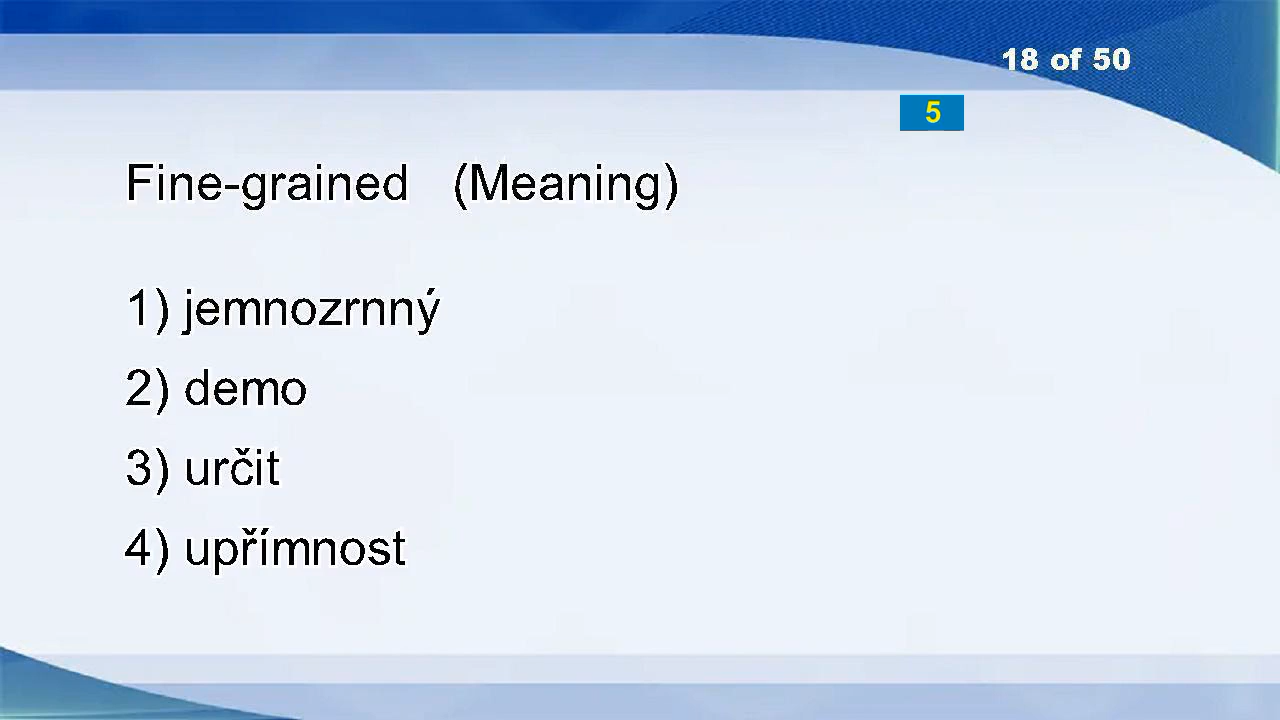 18 of 50
5
Fine-grained (Meaning)
1) jemnozrnný
2) demo
3) určit
4) upřímnost